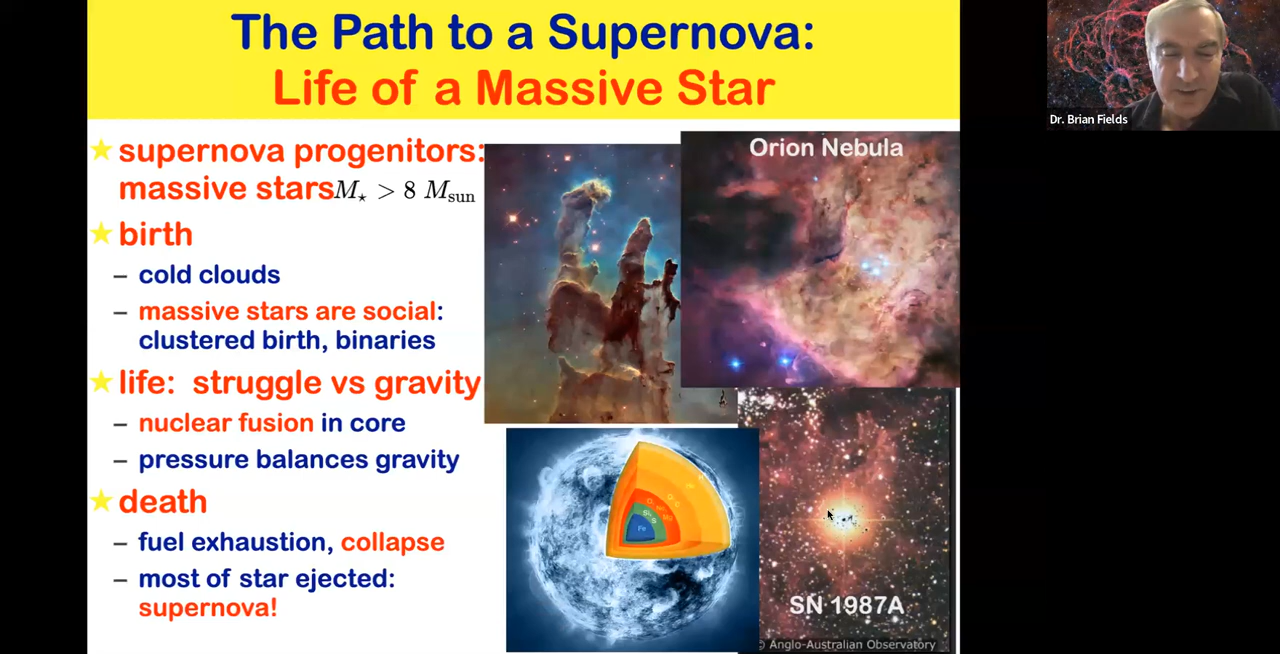 The Path to a Supernova:
Life of a Massive Star
Dr. Brian Fields
supernova progenitors:
massive stars M⋆ > 8 Msun
birth
– cold clouds
– massive stars are social:
clustered birth, binaries
life: struggle vs gravity
– nuclear fusion in core
– pressure balances gravity
death
– fuel exhaustion, collapse
– most of star ejected:
supernova!
Orion Nebula
Fe
SN 1987A
© Anglo-Australian Observatory